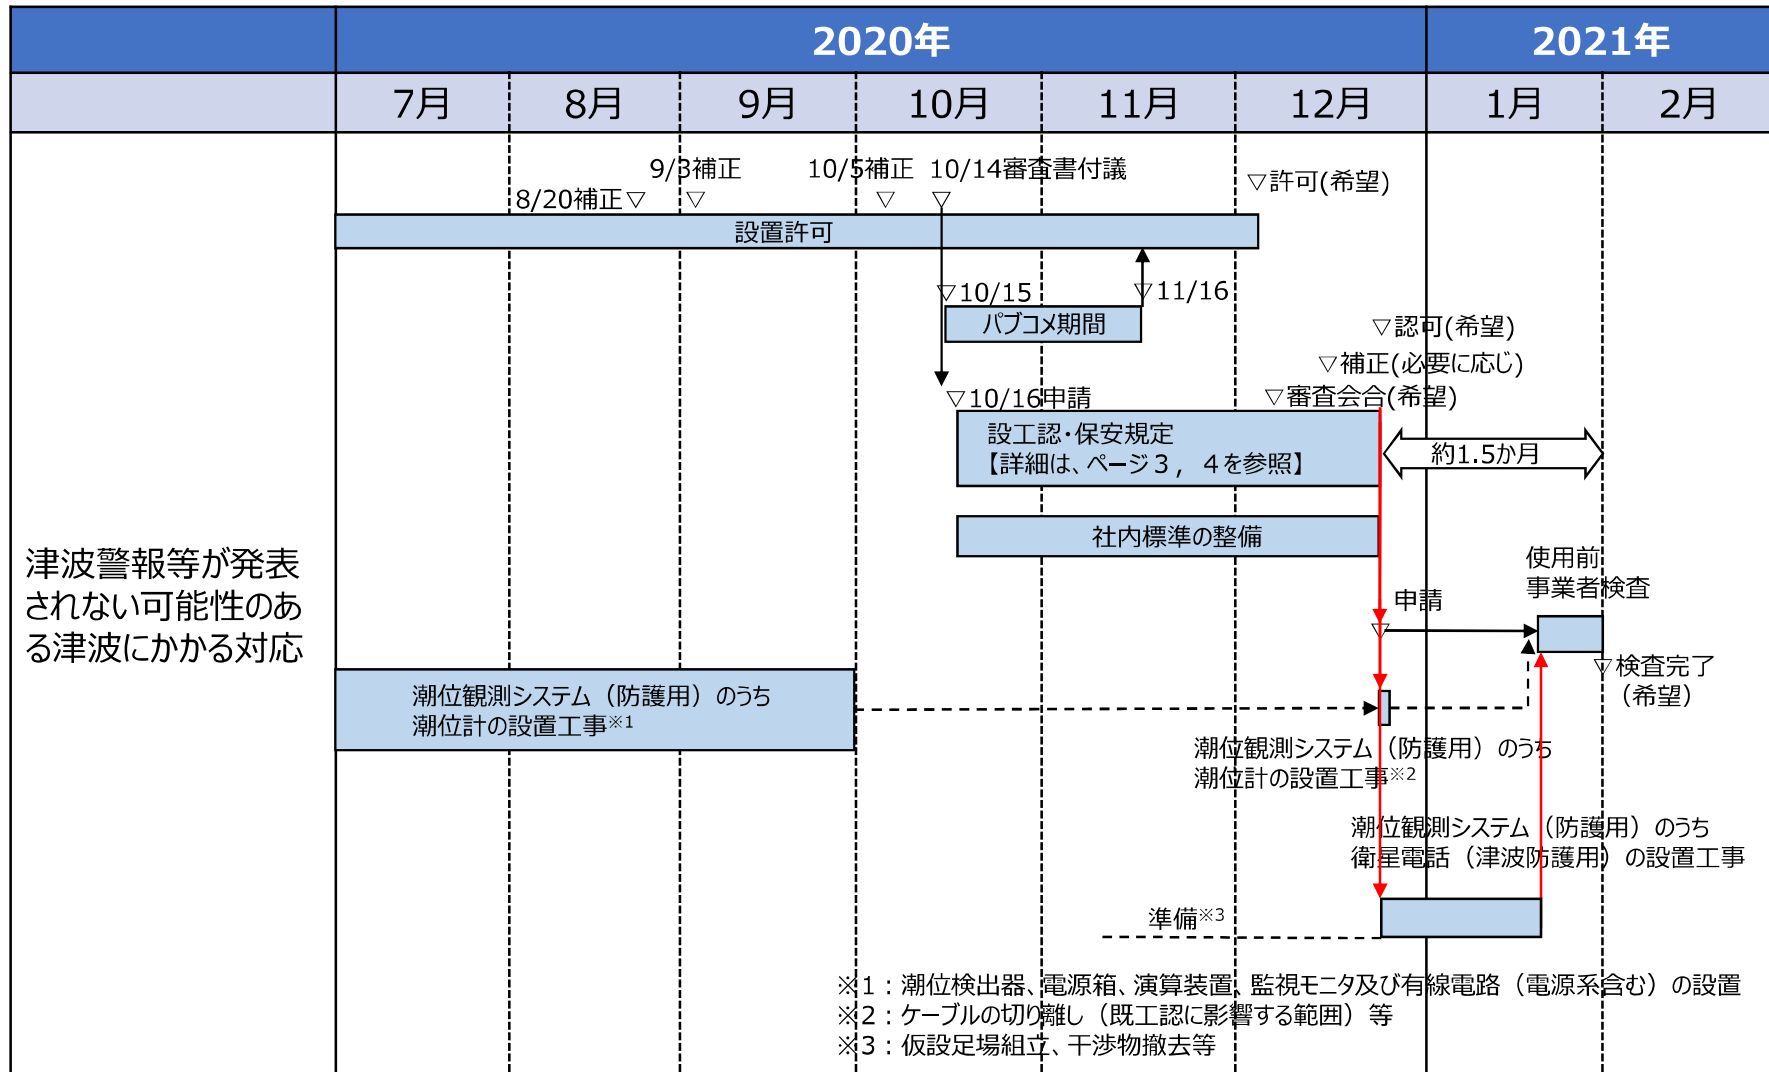 2020年
2021年
7月
8月
9月
10月
11月
12月
1月
2月
津波警報等が発表
されない可能性のあ
る津波にかかる対応
9/3補正
10/5補正
10/14審査書付議
8/20補正▽
▽
▽
▽
▽許可(希望)
設置許可
▽10/15
▽11/16
パブコメ期間
▽認可(希望)
▽補正(必要に応じ)
▽審査会合(希望)
▽10/16申請
設工認・保安規定
【詳細は、ページ3，4を参照】
約1.5か月
社内標準の整備
使用前
事業者検査
申請
▽
▽検査完了
（希望）
潮位観測システム（防護用）のうち
潮位計の設置工事※1
潮位観測システム（防護用）のうち
潮位計の設置工事※2
潮位観測システム（防護用）のうち
衛星電話（津波防護用）の設置工事
準備※3
※1：潮位検出器、電源箱、演算装置、監視モニタ及び有線電路（電源系含む）の設置
※2：ケーブルの切り離し（既工認に影響する範囲）等
※3：仮設足場組立、干渉物撤去等